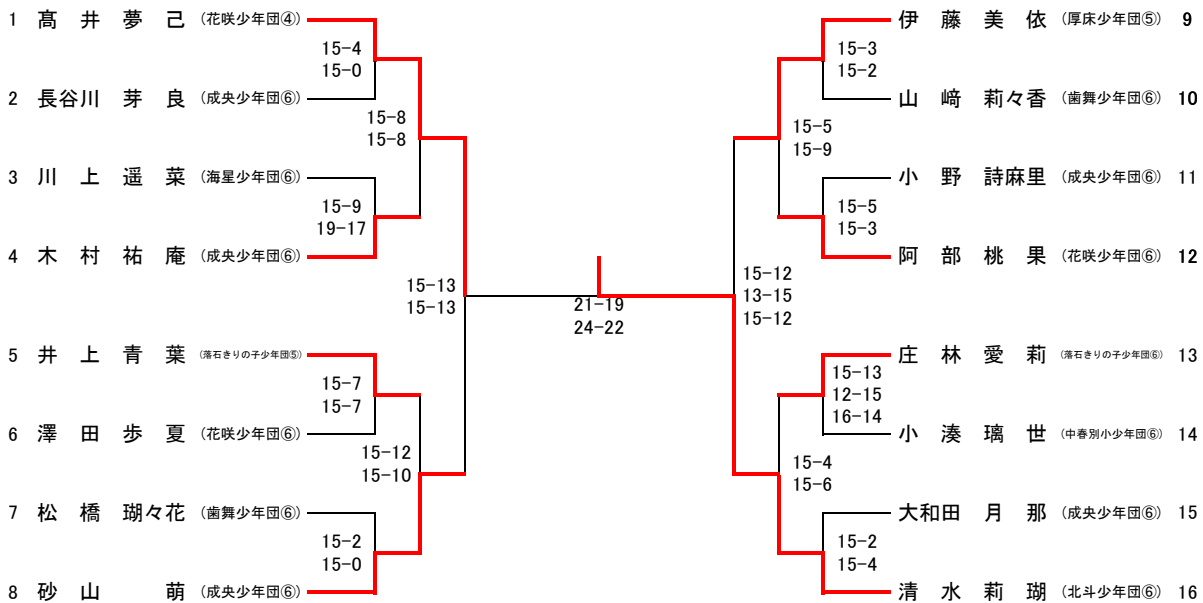 1 髙 井 夢 己 (花咲少年団④)
15-4
15-0
2 長谷川 芽 良 (成央少年団⑥)
15-8
15-8
3 川 上 遥 菜 (海星少年団⑥)
15-9
19-17
4 木 村 祐 庵 (成央少年団⑥)
15-13
15-13
5 井 上 青 葉 (落石きりの子少年団⑤)
15-7
15-7
6 澤 田 歩 夏 (花咲少年団⑥)
15-12
15-10
7 松 橋 瑚々花 (歯舞少年団⑥)
15-2
15-0
8 砂 山 萌 (成央少年団⑥)
21-19
24-22
伊 藤 美 依 (厚床少年団⑤) 9
15-3
15-2
山 﨑 莉々香 (歯舞少年団⑥) 10
15-5
15-9
小 野 詩麻里 (成央少年団⑥) 11
15-5
15-3
阿 部 桃 果 (花咲少年団⑥) 12
15-12
13-15
15-12
庄 林 愛 莉 (落石きりの子少年団⑥) 13
15-13
12-15
16-14
小 湊 璃 世 (中春別小少年団⑥) 14
15-4
15-6
大和田 月 那 (成央少年団⑥) 15
15-2
15-4
清 水 莉 瑚 (北斗少年団⑥) 16